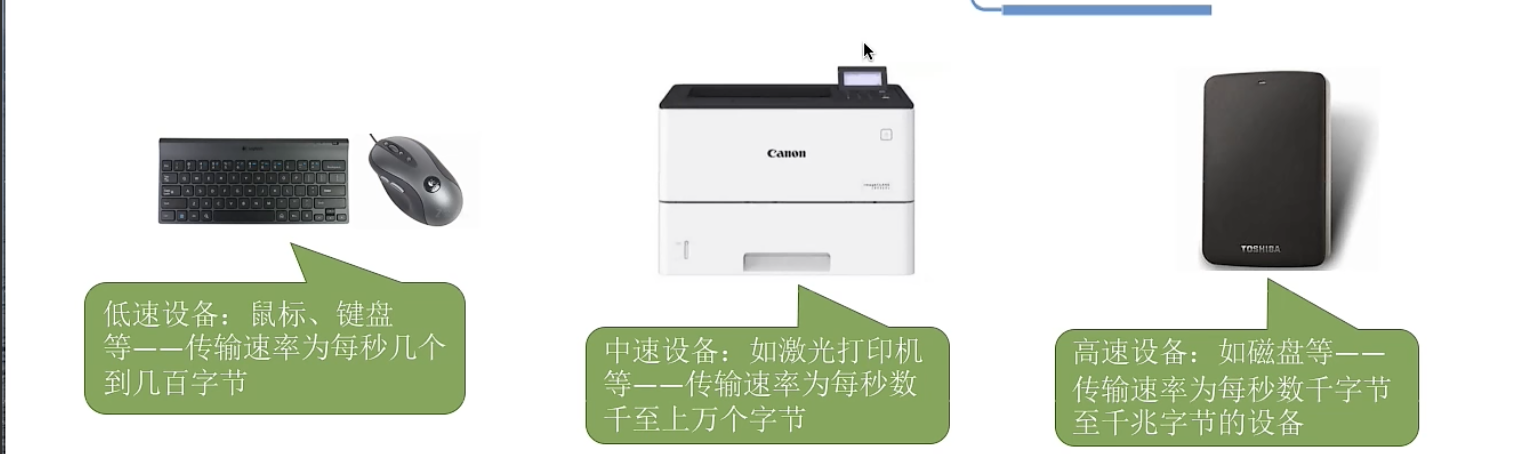 Canon
TOSHIBA
低速设备：鼠标、键盘
等——传输速率为每秒几个
到几百字节
中速设备：如激光打印机
等——传输速率为每秒数
千至上万个字节
高速设备：如磁盘等——
传输速率为每秒数千字节
至千兆字节的设备